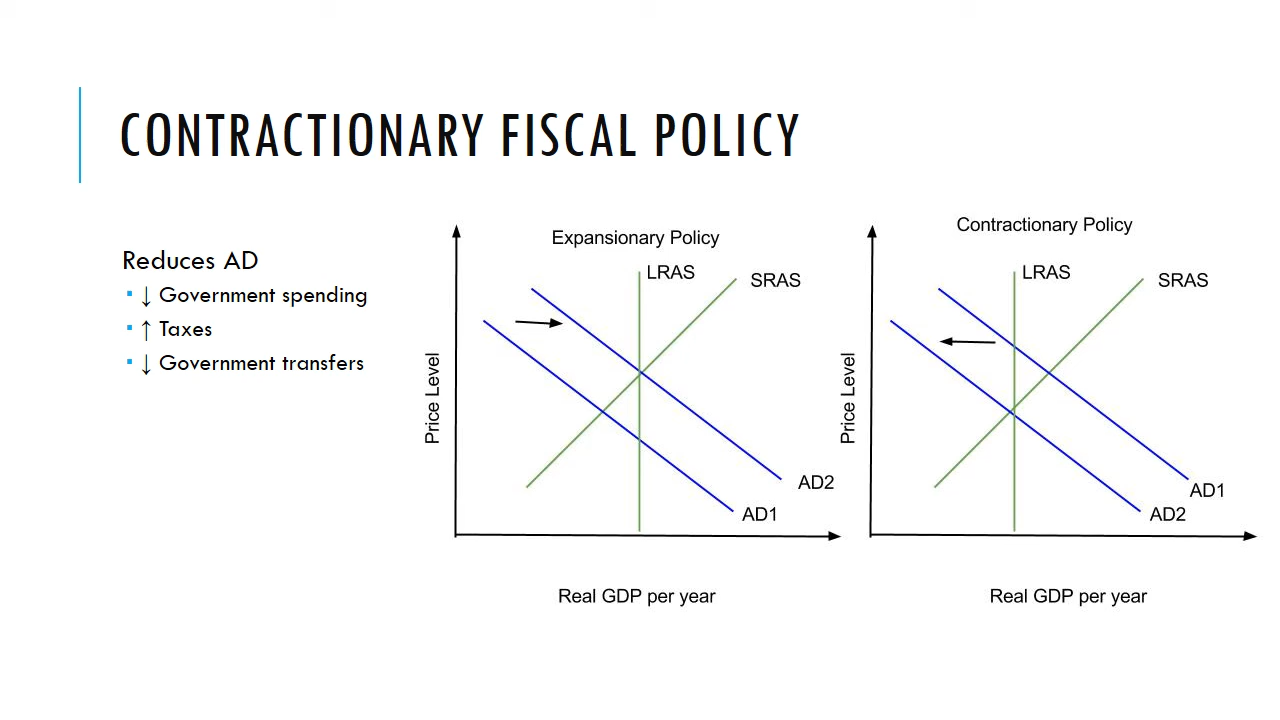 CONTRACTIONARY FISCAL POLICY
Reduces AD
▪ ↓ Government spending
▪ ↑ Taxes
▪ ↓ Government transfers
Expansionary Policy
LRAS
SRAS
Price Level
AD2
AD1
Real GDP per year
Contractionary Policy
LRAS
SRAS
Price Level
AD1
AD2
Real GDP per year